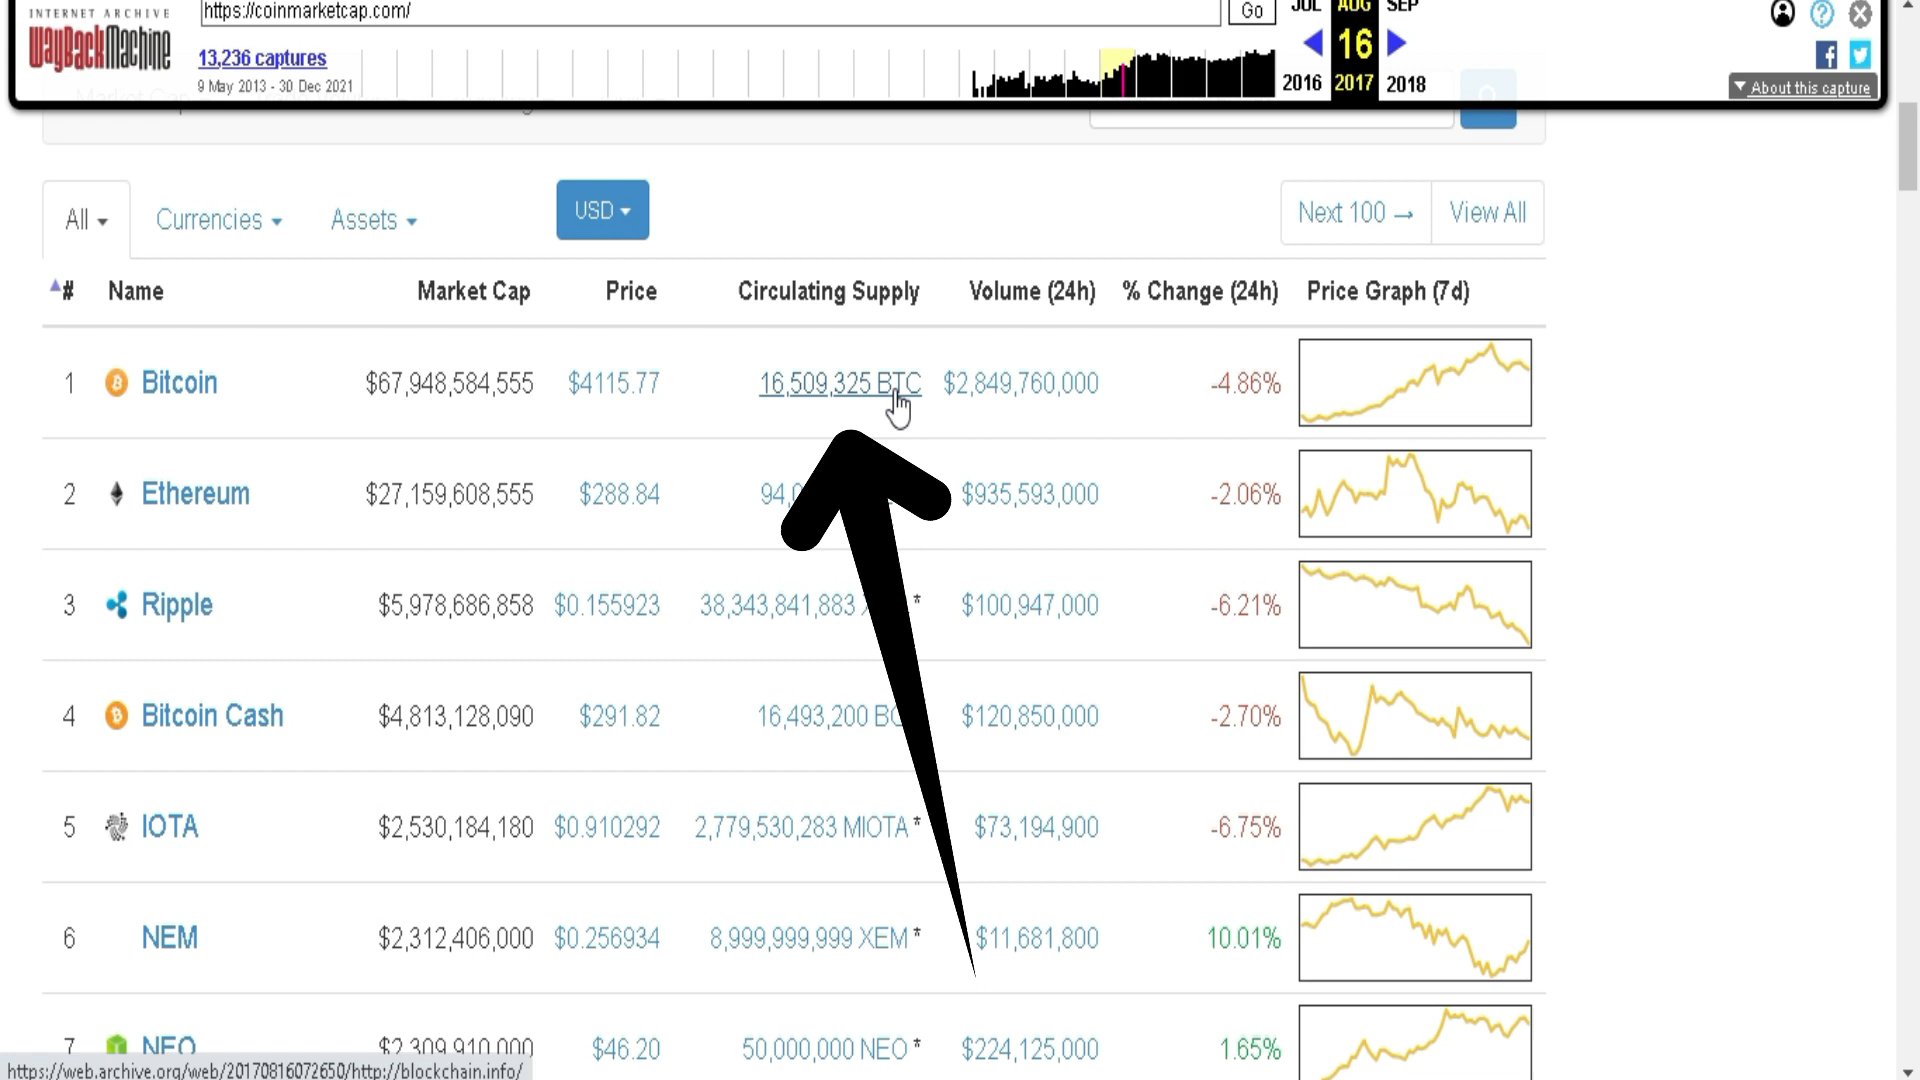 INTERNET ARCHIVE
WayBackMachine
https://coinmarketcap.com/
Go
JUL AUG SEP
13,236 captures
9 May 2013 - 30 Dec 2021
16
2016 2017 2018
About this capture
All Currencies Assets USD Next 100 → View All
# Name Market Cap Price Circulating Supply Volume (24h) % Change (24h) Price Graph (7d)
1 Bitcoin $67,948,584,555 $4115.77 16,509,325 BTC $2,849,760,000 -4.86%
2 Ethereum $27,159,608,555 $288.84 $935,593,000 -2.06%
3 Ripple $5,978,686,858 $0.155923 38,343,841,883 * $100,947,000 -6.21%
4 Bitcoin Cash $4,813,128,090 $291.82 16,493,200 $120,850,000 -2.70%
5 IOTA $2,530,184,180 $0.910292 2,779,530,283 MIOTA * $73,194,900 -6.75%
6 NEM $2,312,406,000 $0.256934 8,999,999,999 XEM * $11,681,800 10.01%
7 NEO $2,309,910,000 $46.20 50,000,000 NEO * $224,125,000 1.65%
https://web.archive.org/web/20170816072650/http://blockchain.info/